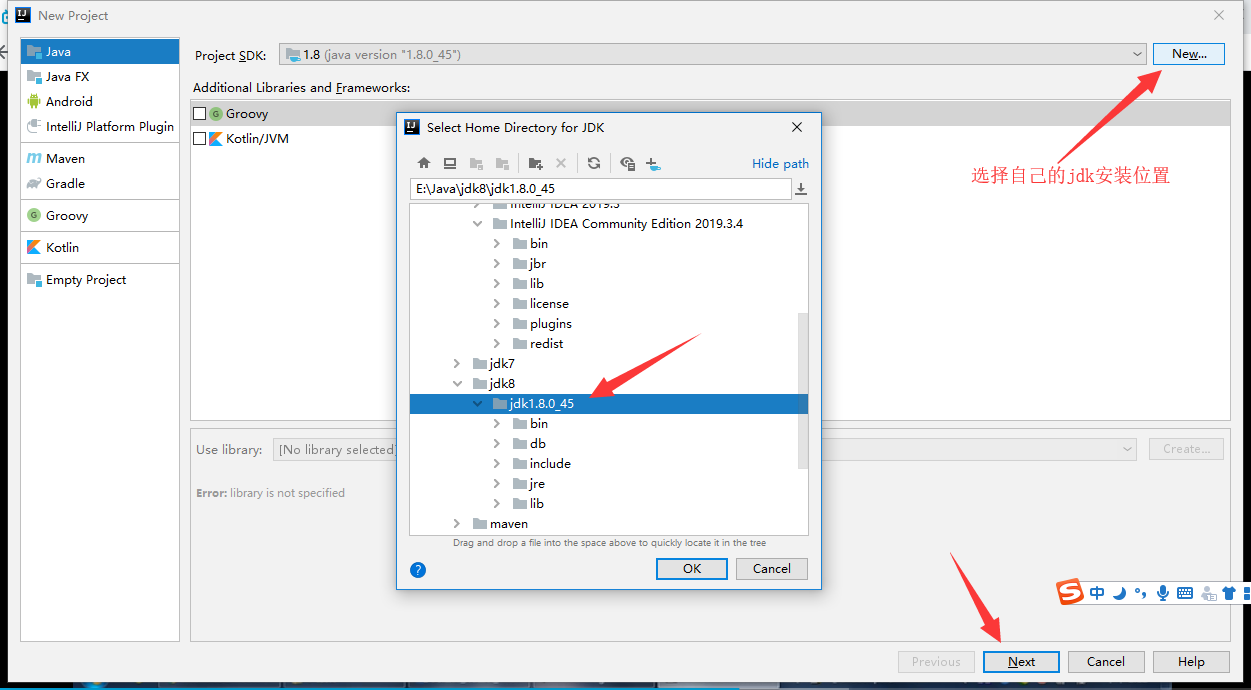 New Project
Java
Java FX
Android
IntelliJ Platform Plugin
Maven
Gradle
Groovy
Kotlin
Empty Project
Project SDK: 1.8 (java version "1.8.0_45") New...
Additional Libraries and Frameworks:
Groovy
Kotlin/JVM
选择自己的jdk安装位置
Select Home Directory for JDK
Hide path
E:\Java\jdk8\jdk1.8.0_45
IntelliJ IDEA 2019.3
IntelliJ IDEA Community Edition 2019.3.4
bin
jbr
lib
license
plugins
redist
jdk7
jdk8
jdk1.8.0_45
bin
db
include
jre
lib
maven
Drag and drop a file into the space above to quickly locate it in the tree
? OK Cancel
Use library: [No library selected] Create...
Error: library is not specified
S 中
Previous Next Cancel Help